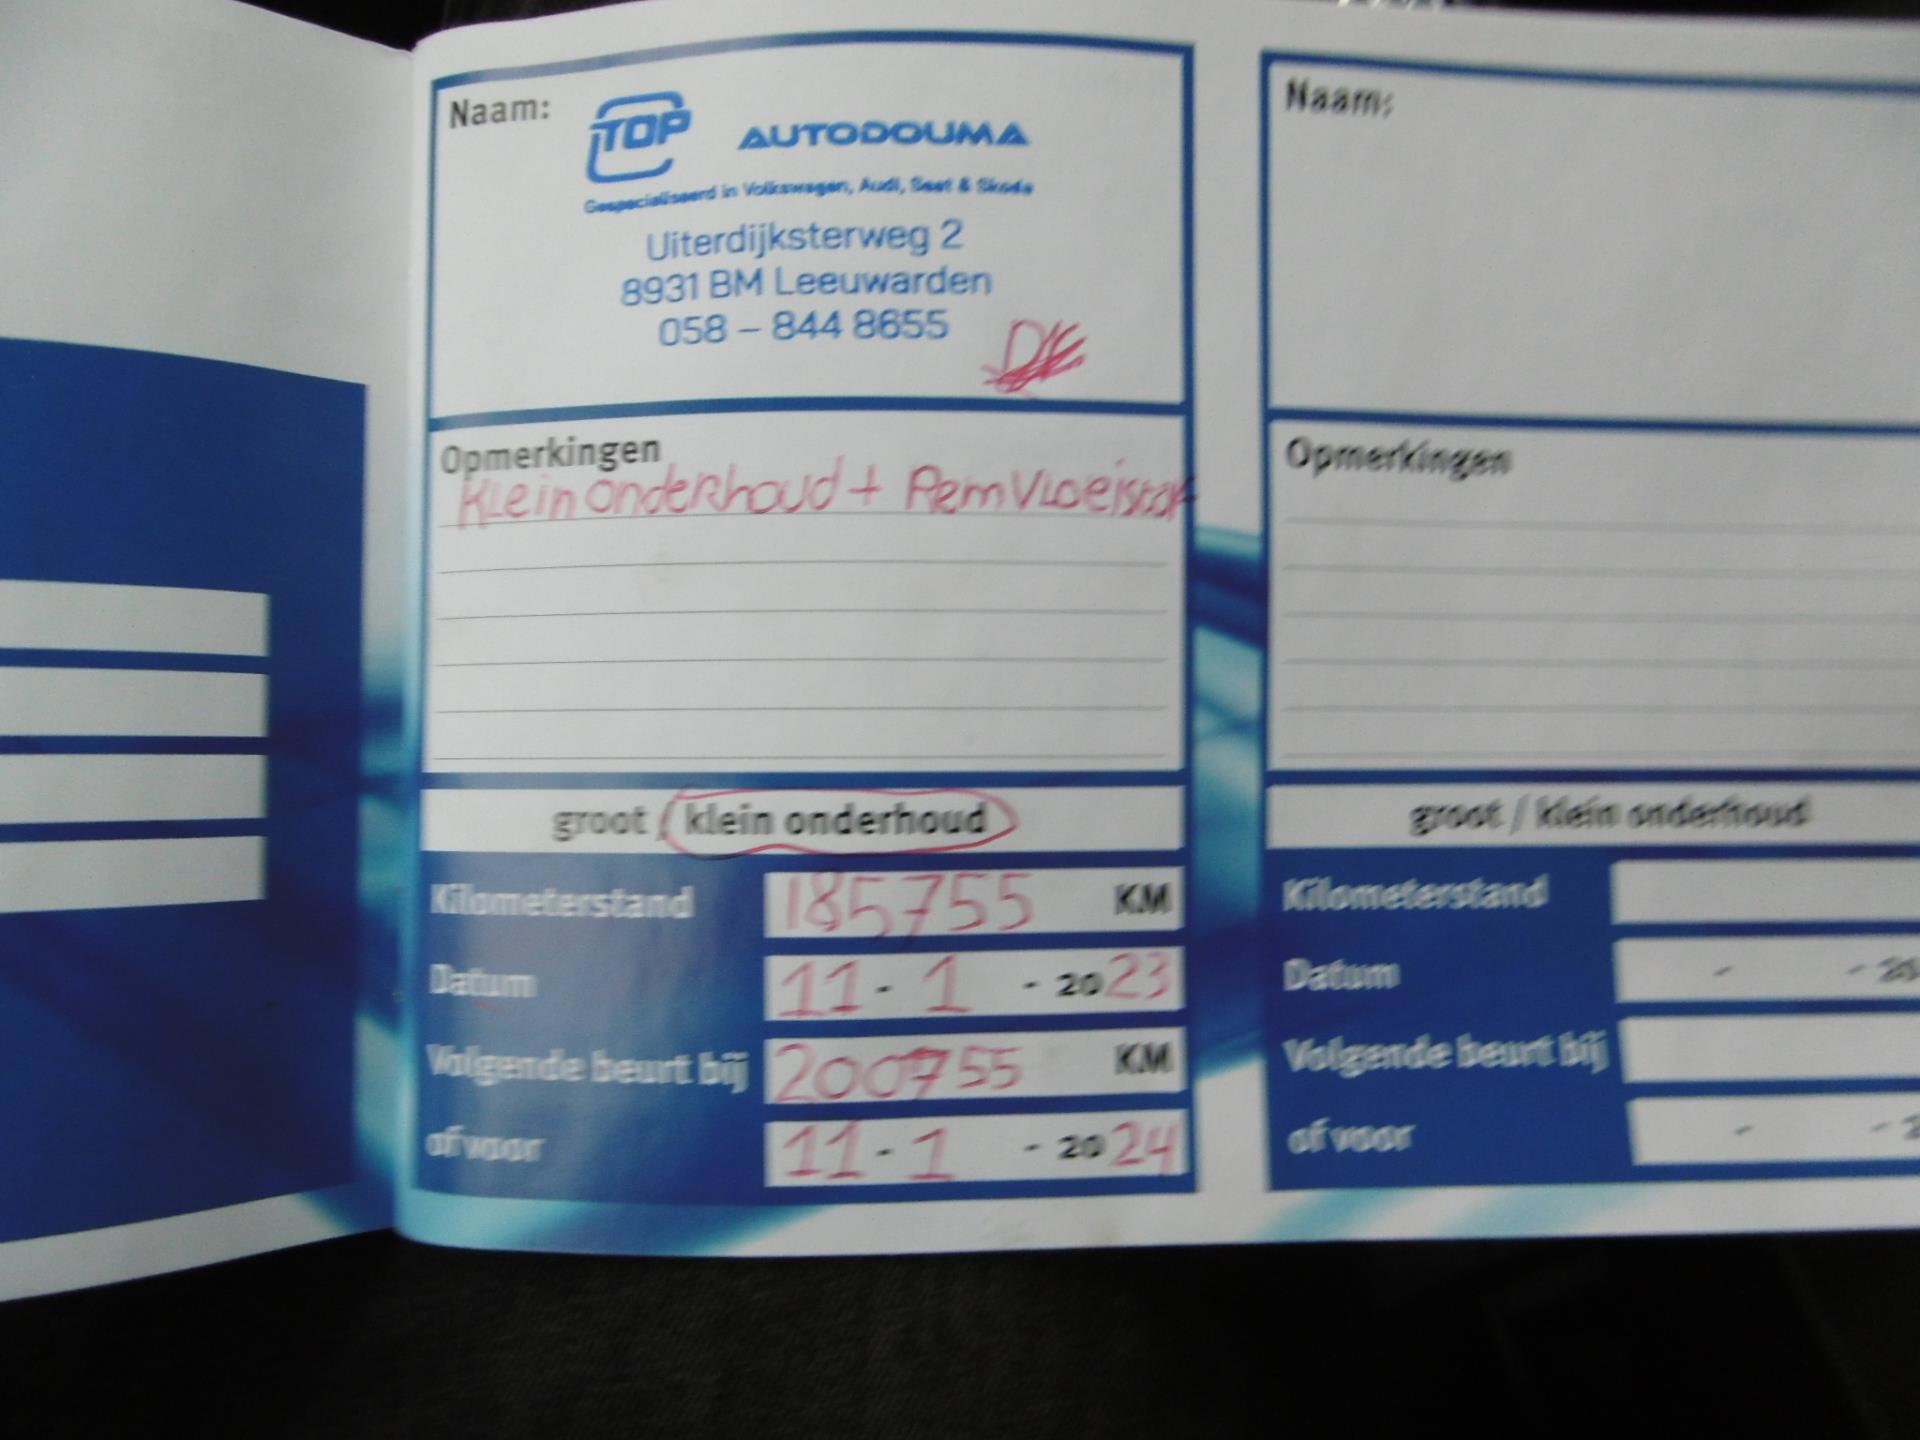 Naam:
TOP AUTODOUMA
Gespecialiseerd in Volkswagen, Audi, Seat & Skoda
Uiterdijksterweg 2
8931 BM Leeuwarden
058 – 844 8655
Opmerkingen
Klein onderhoud + Remvloeistof
groot / klein onderhoud
Kilometerstand 185755 KM
Datum 11 - 1 - 2023
Volgende beurt bij 200755 KM
of voor 11 - 1 - 2024
Naam:
Opmerkingen
groot / klein onderhoud
Kilometerstand
Datum - - 20
Volgende beurt bij
of voor - -